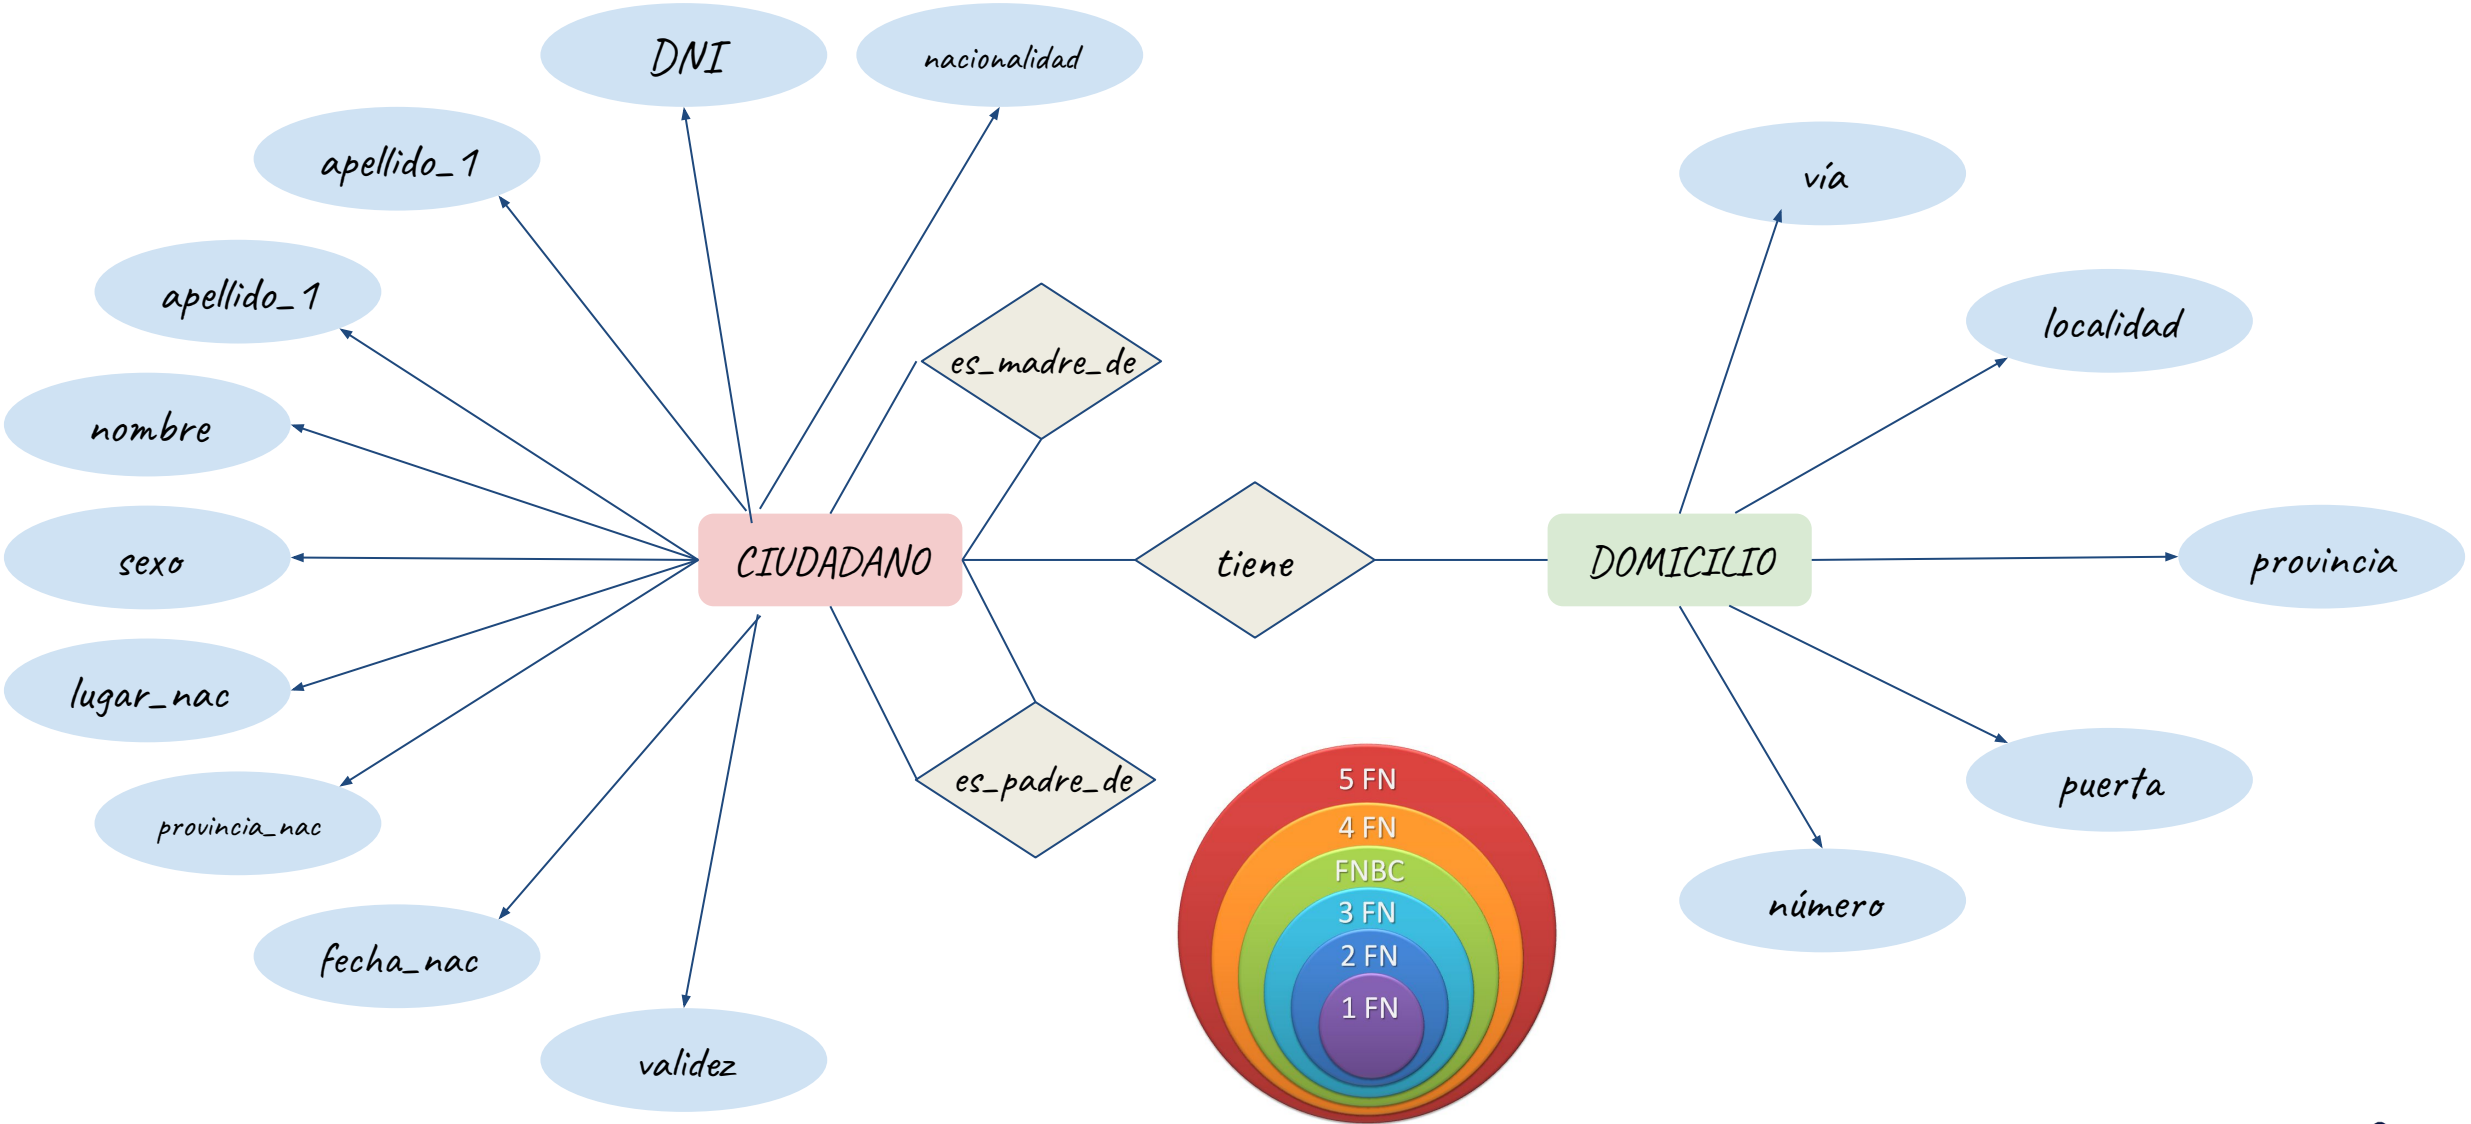 DNI
nacionalidad
apellido_1
vía
apellido_1
localidad
es_madre_de
nombre
sexo
CIUDADANO
tiene
DOMICILIO
provincia
lugar_nac
es_padre_de
puerta
provincia_nac
5 FN
4 FN
FNBC
3 FN
2 FN
1 FN
número
fecha_nac
validez